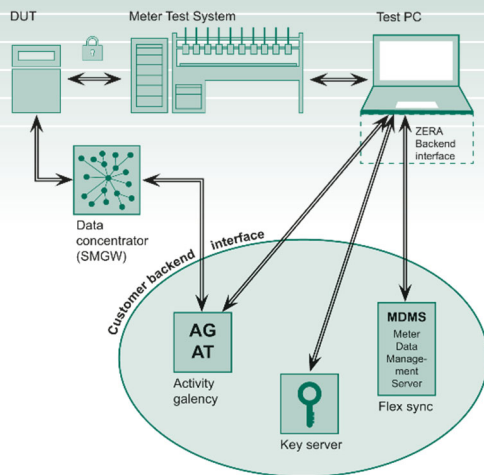 DUT
Meter Test System
Test PC
ZERA
Backend
interface
Data
concentrator
(SMGW)
Customer backend interface
AG
AT
Activity
galency
Key server
MDMS
Meter
Data
Manage-
ment
Server
Flex sync